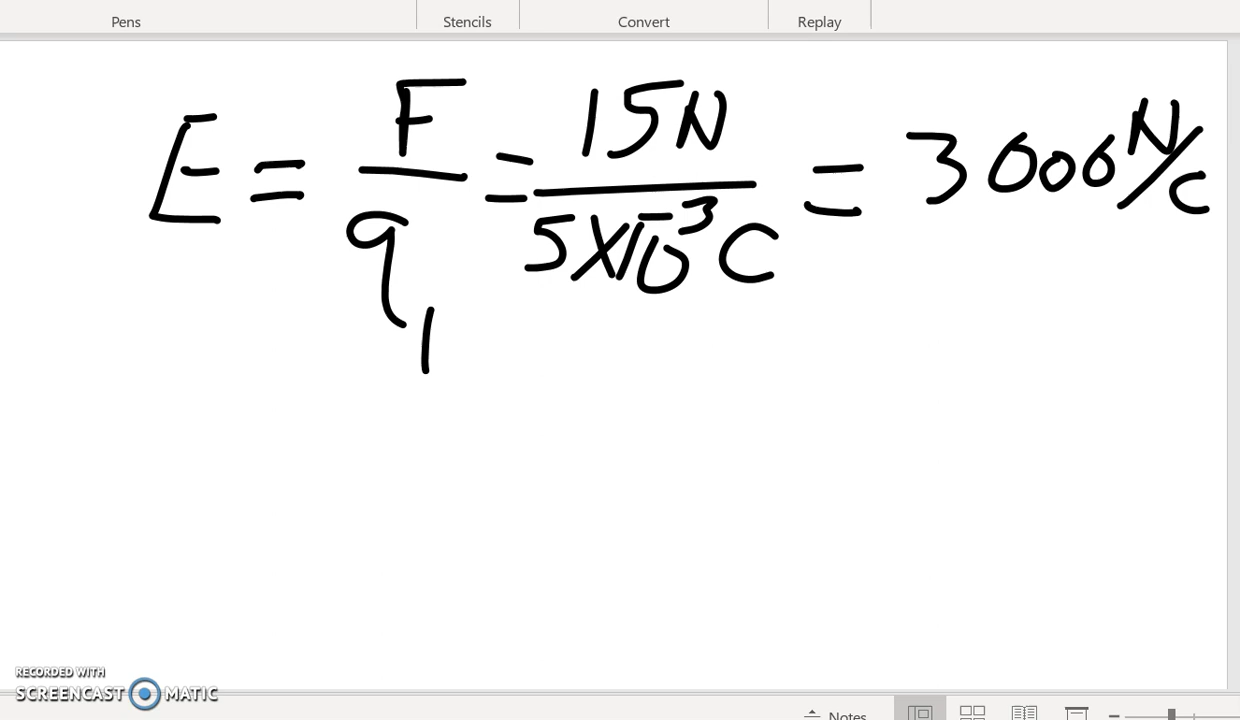 Pens Stencils Convert Replay
E = F/q1 = 15N/5X10⁻³C = 3000 N/C
RECORDED WITH
SCREENCAST MATIC
Notes